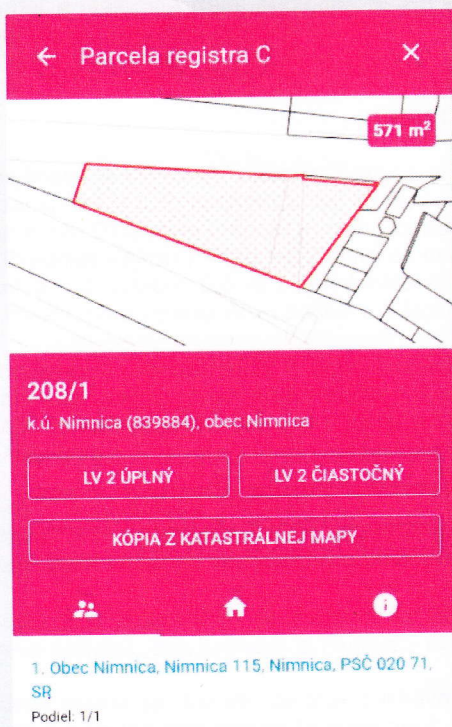 Parcela registra C
571 m²
208/1
k.ú. Nimnica (839884), obec Nimnica
LV 2 ÚPLNÝ
LV 2 ČIASTOČNÝ
KÓPIA Z KATASTRÁLNEJ MAPY
1. Obec Nimnica, Nimnica 115, Nimnica, PSČ 020 71,
SR
Podiel: 1/1